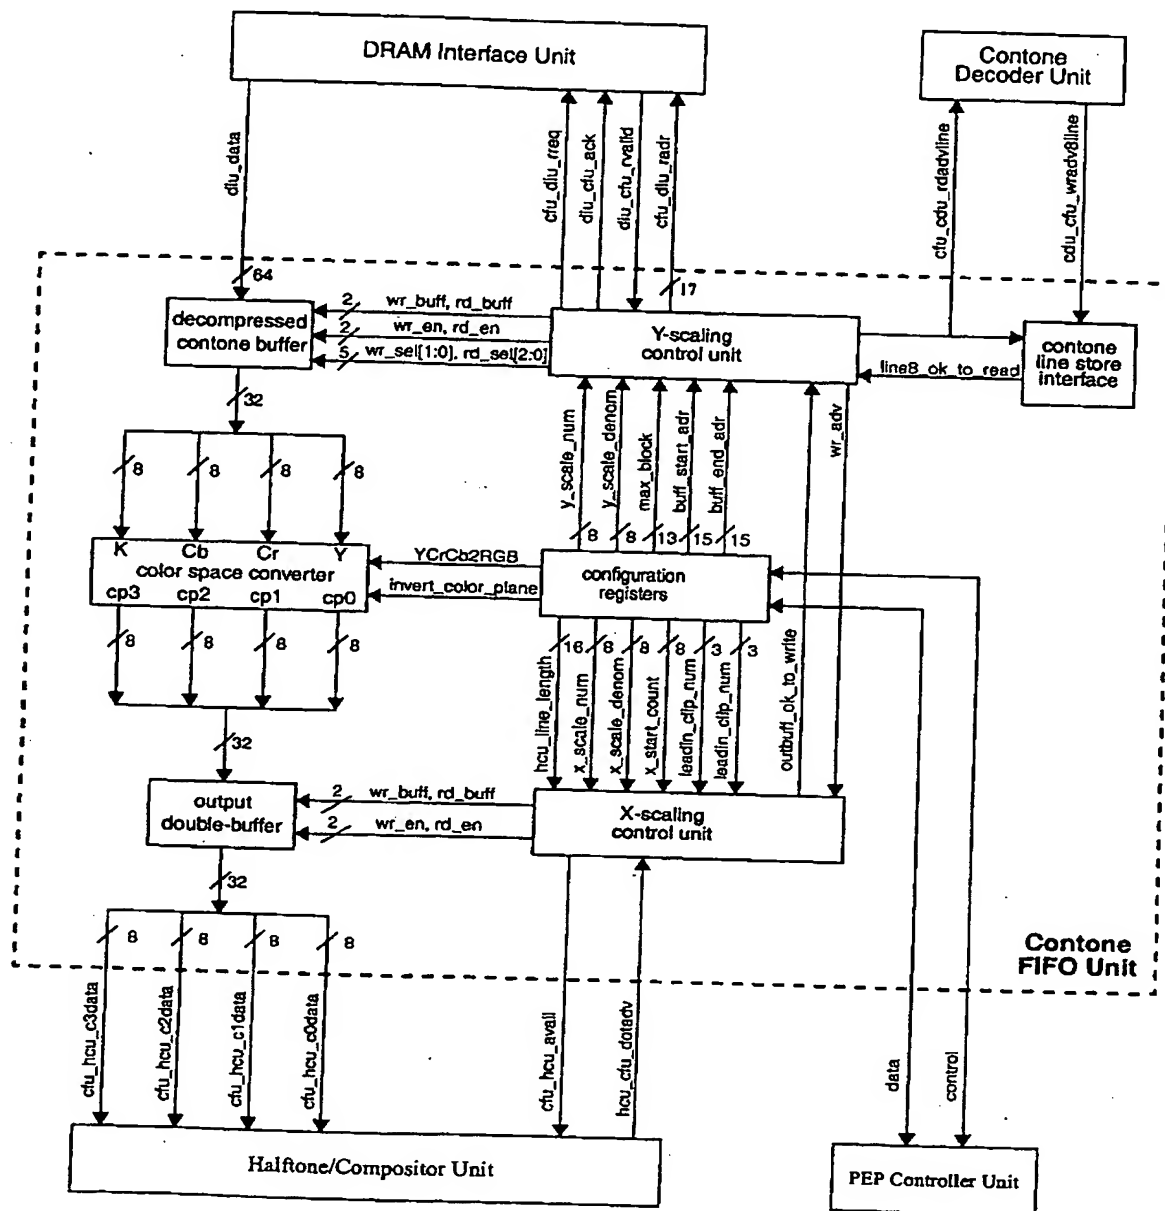 DRAM Interface Unit
Contone
Decoder Unit
diu_data
cfu_diu_rreq
diu_cfu_ack
diu_cfu_rvalid
cfu_diu_radr
cfu_cdu_rdadvline
cdu_cfu_wradv8line
64
17
decompressed
contone buffer
2
wr_buff, rd_buff
2
wr_en, rd_en
5
wr_sel[1:0], rd_sel[2:0]
Y-scaling
control unit
line8_ok_to_read
contone
line store
interface
32
8
8
8
8
y_scale_num
y_scale_denom
max_block
buff_start_adr
buff_end_adr
wr_adv
8
8
13
15
15
K
Cb
Cr
Y
color space converter
cp3
cp2
cp1
cp0
YCrCb2RGB
invert_color_plane
configuration
registers
8
8
8
8
16
8
8
8
3
3
hcu_line_length
x_scale_num
x_scale_denom
x_start_count
leadin_clip_num
leadin_clip_num
outbuff_ok_to_write
32
output
double-buffer
2
wr_buff, rd_buff
2
wr_en, rd_en
X-scaling
control unit
32
8
8
8
8
Contone
FIFO Unit
cfu_hcu_c3data
cfu_hcu_c2data
cfu_hcu_c1data
cfu_hcu_c0data
cfu_hcu_avail
hcu_cfu_dotadv
data
control
Halftone/Compositor Unit
PEP Controller Unit